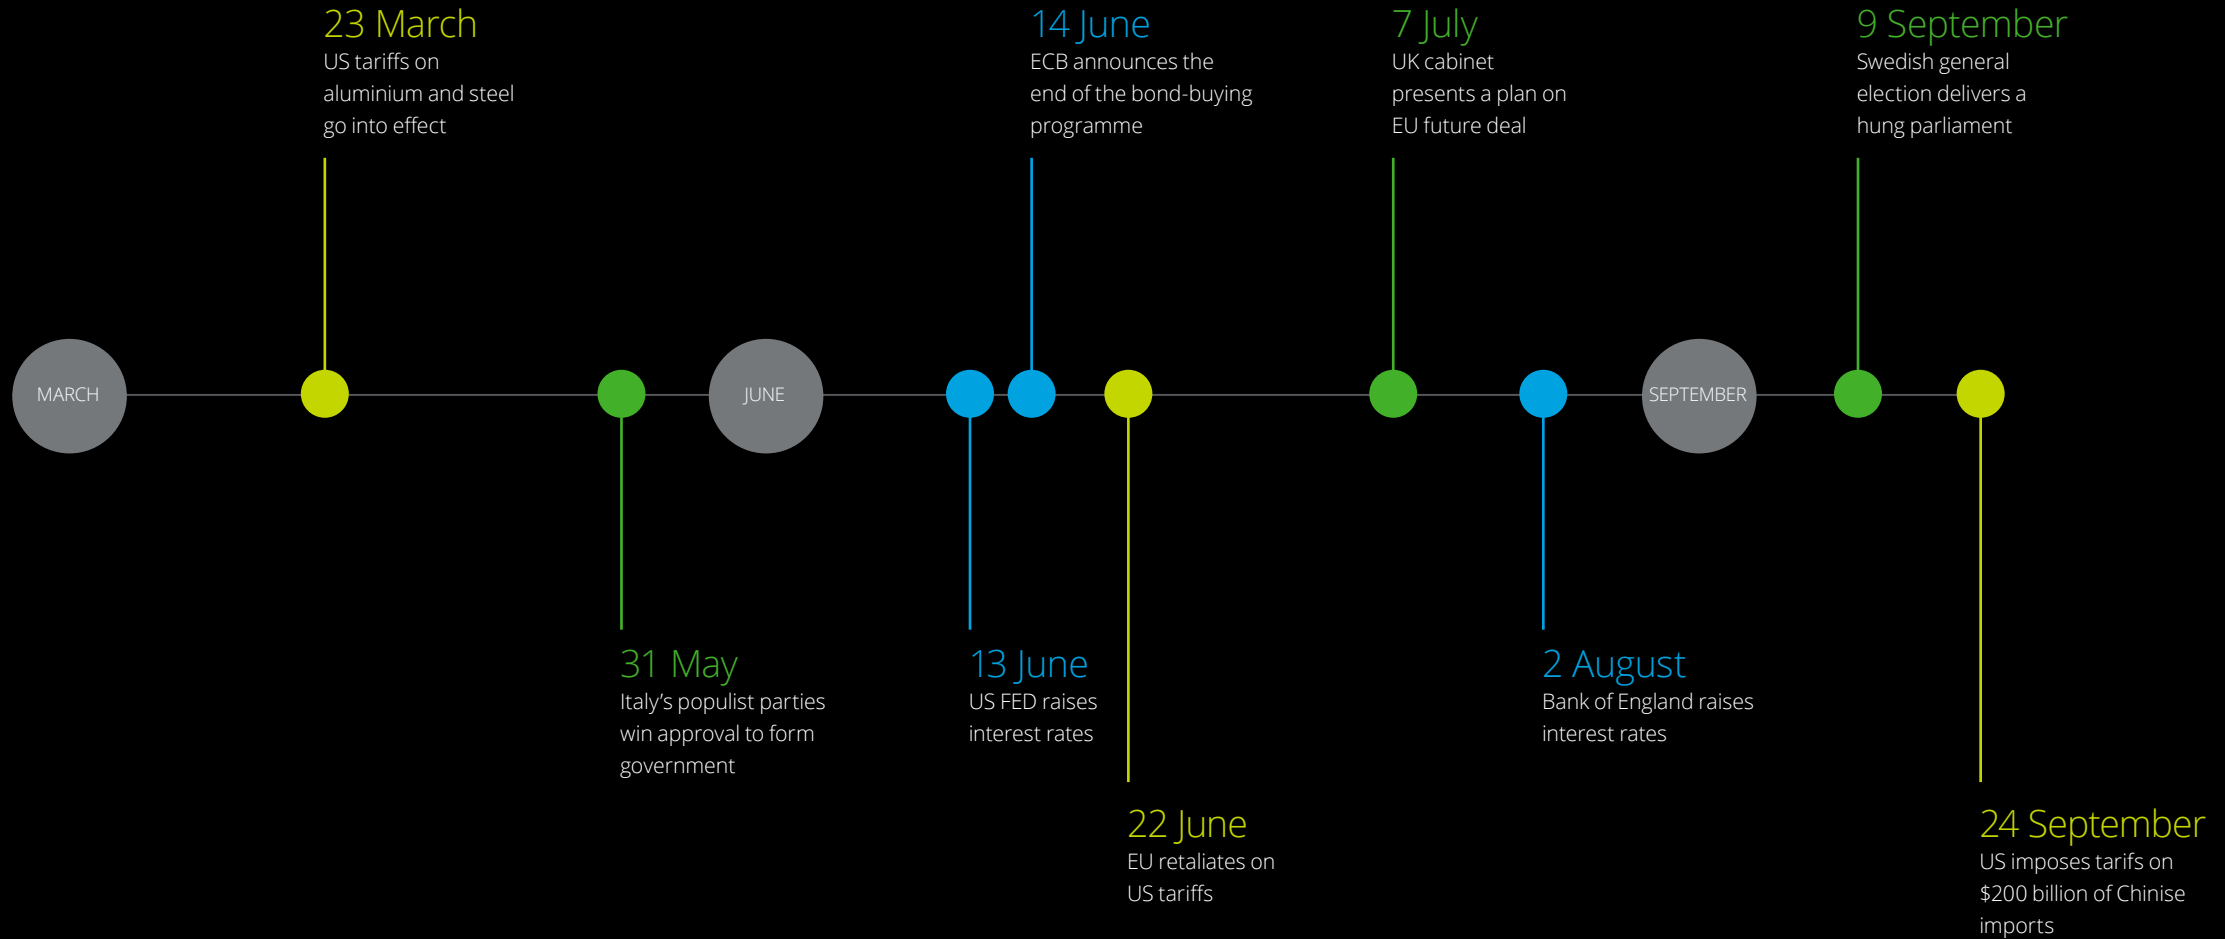 23 March
US tariffs on
aluminium and steel
go into effect
14 June
ECB announces the
end of the bond-buying
programme
7 July
UK cabinet
presents a plan on
EU future deal
9 September
Swedish general
election delivers a
hung parliament
MARCH
JUNE
SEPTEMBER
31 May
Italy’s populist parties
win approval to form
government
13 June
US FED raises
interest rates
2 August
Bank of England raises
interest rates
22 June
EU retaliates on
US tariffs
24 September
US imposes tarifs on
$200 billion of Chinise
imports